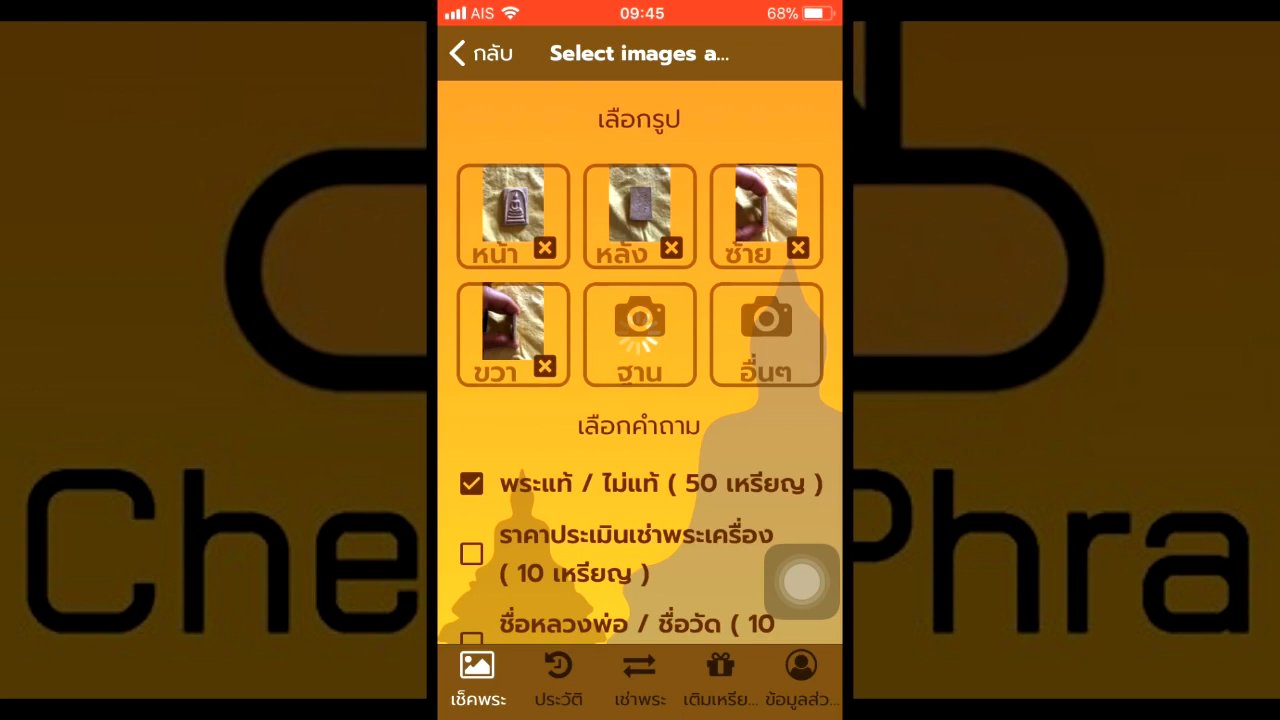 AIS 09:45 68%
กลับ Select images a...
เลือกรูป
หน้า หลัง ซ้าย
ขวา ฐาน อื่นๆ
เลือกคำถาม
พระแท้ / ไม่แท้ ( 50 เหรียญ )
ราคาประเมินเช่าพระเครื่อง
( 10 เหรียญ )
ชื่อหลวงพ่อ / ชื่อวัด ( 10
เช็คพระ ประวัติ เช่าพระ เติมเหรีย... ข้อมูลส่ว...
Che Phra